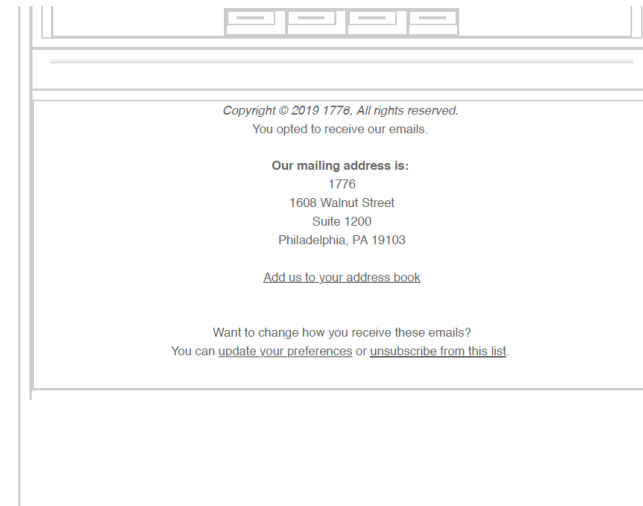 Copyright © 2019 1776, All rights reserved.
You opted to receive our emails.
Our mailing address is:
1776
1608 Walnut Street
Suite 1200
Philadelphia, PA 19103
Add us to your address book
Want to change how you receive these emails?
You can update your preferences or unsubscribe from this list.